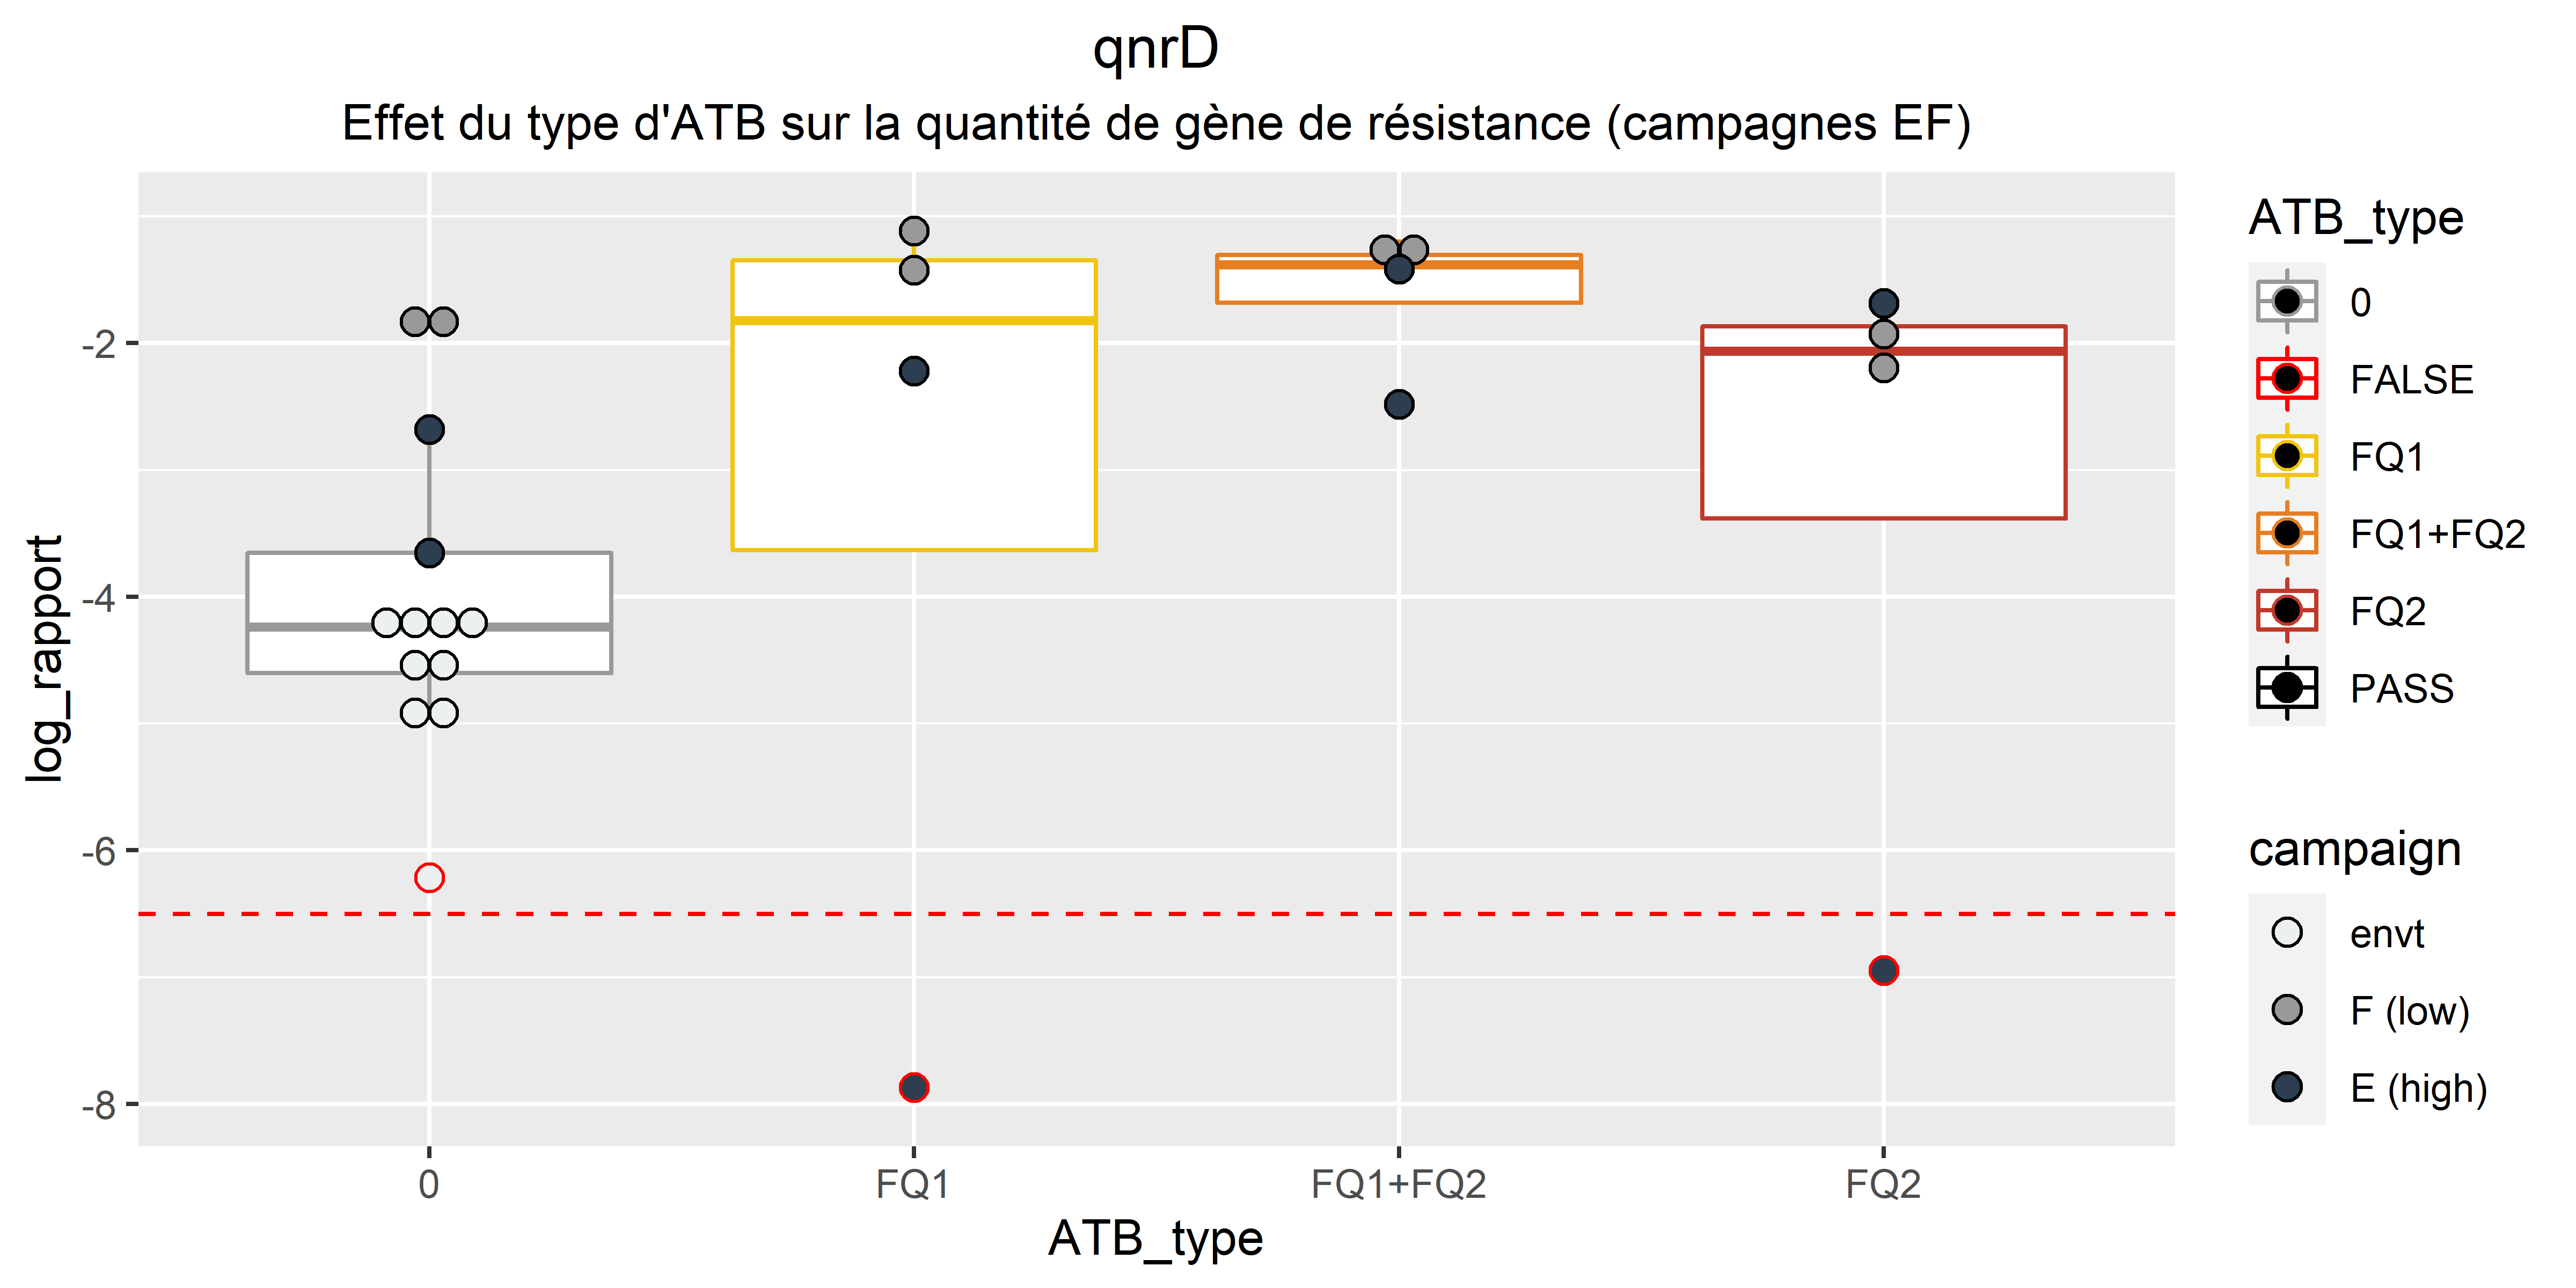 qnrD
Effet du type d'ATB sur la quantité de gène de résistance (campagnes EF)
log_rapport
-2
-4
-6
-8
0
FQ1
FQ1+FQ2
FQ2
ATB_type
ATB_type
0
FALSE
FQ1
FQ1+FQ2
FQ2
PASS
campaign
envt
F (low)
E (high)